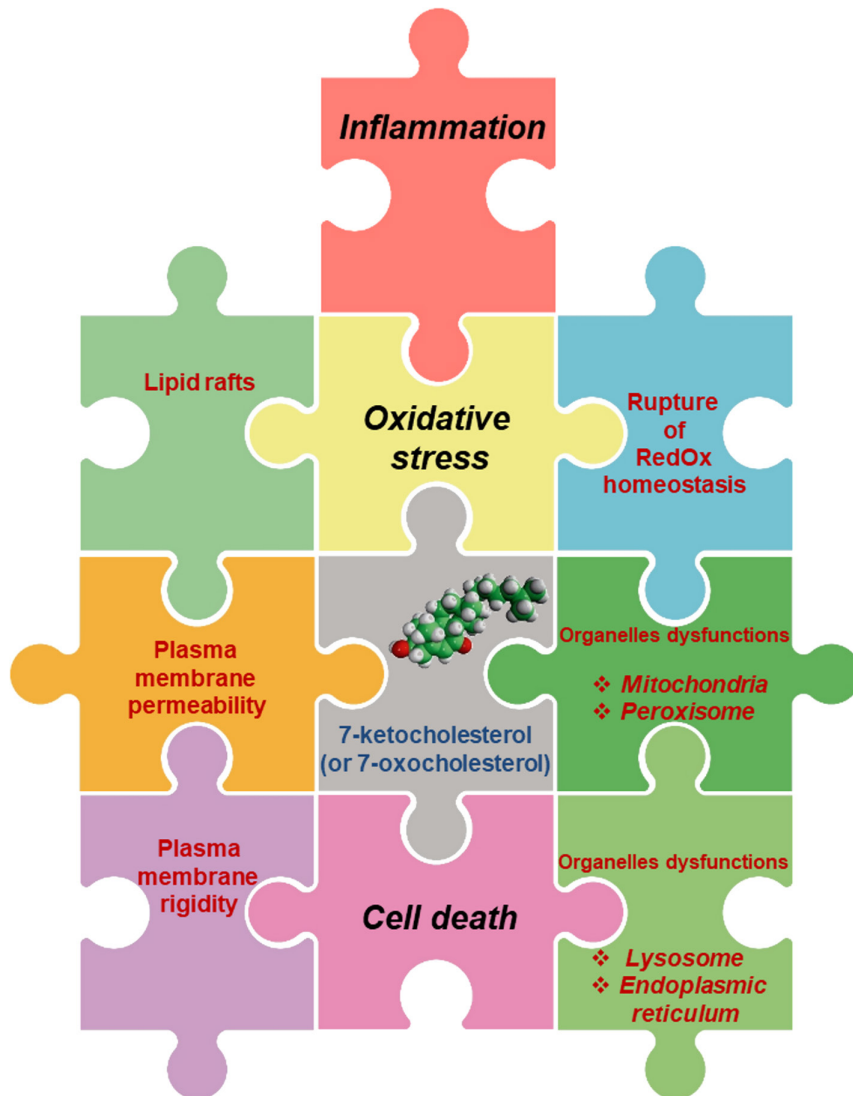 Inflammation
Lipid rafts
Oxidative
stress
Rupture
of
RedOx
homeostasis
Plasma
membrane
permeability
7-ketocholesterol
(or 7-oxocholesterol)
Organelles dysfunctions
❖ Mitochondria
❖ Peroxisome
Plasma
membrane
rigidity
Cell death
Organelles dysfunctions
❖ Lysosome
❖ Endoplasmic
reticulum